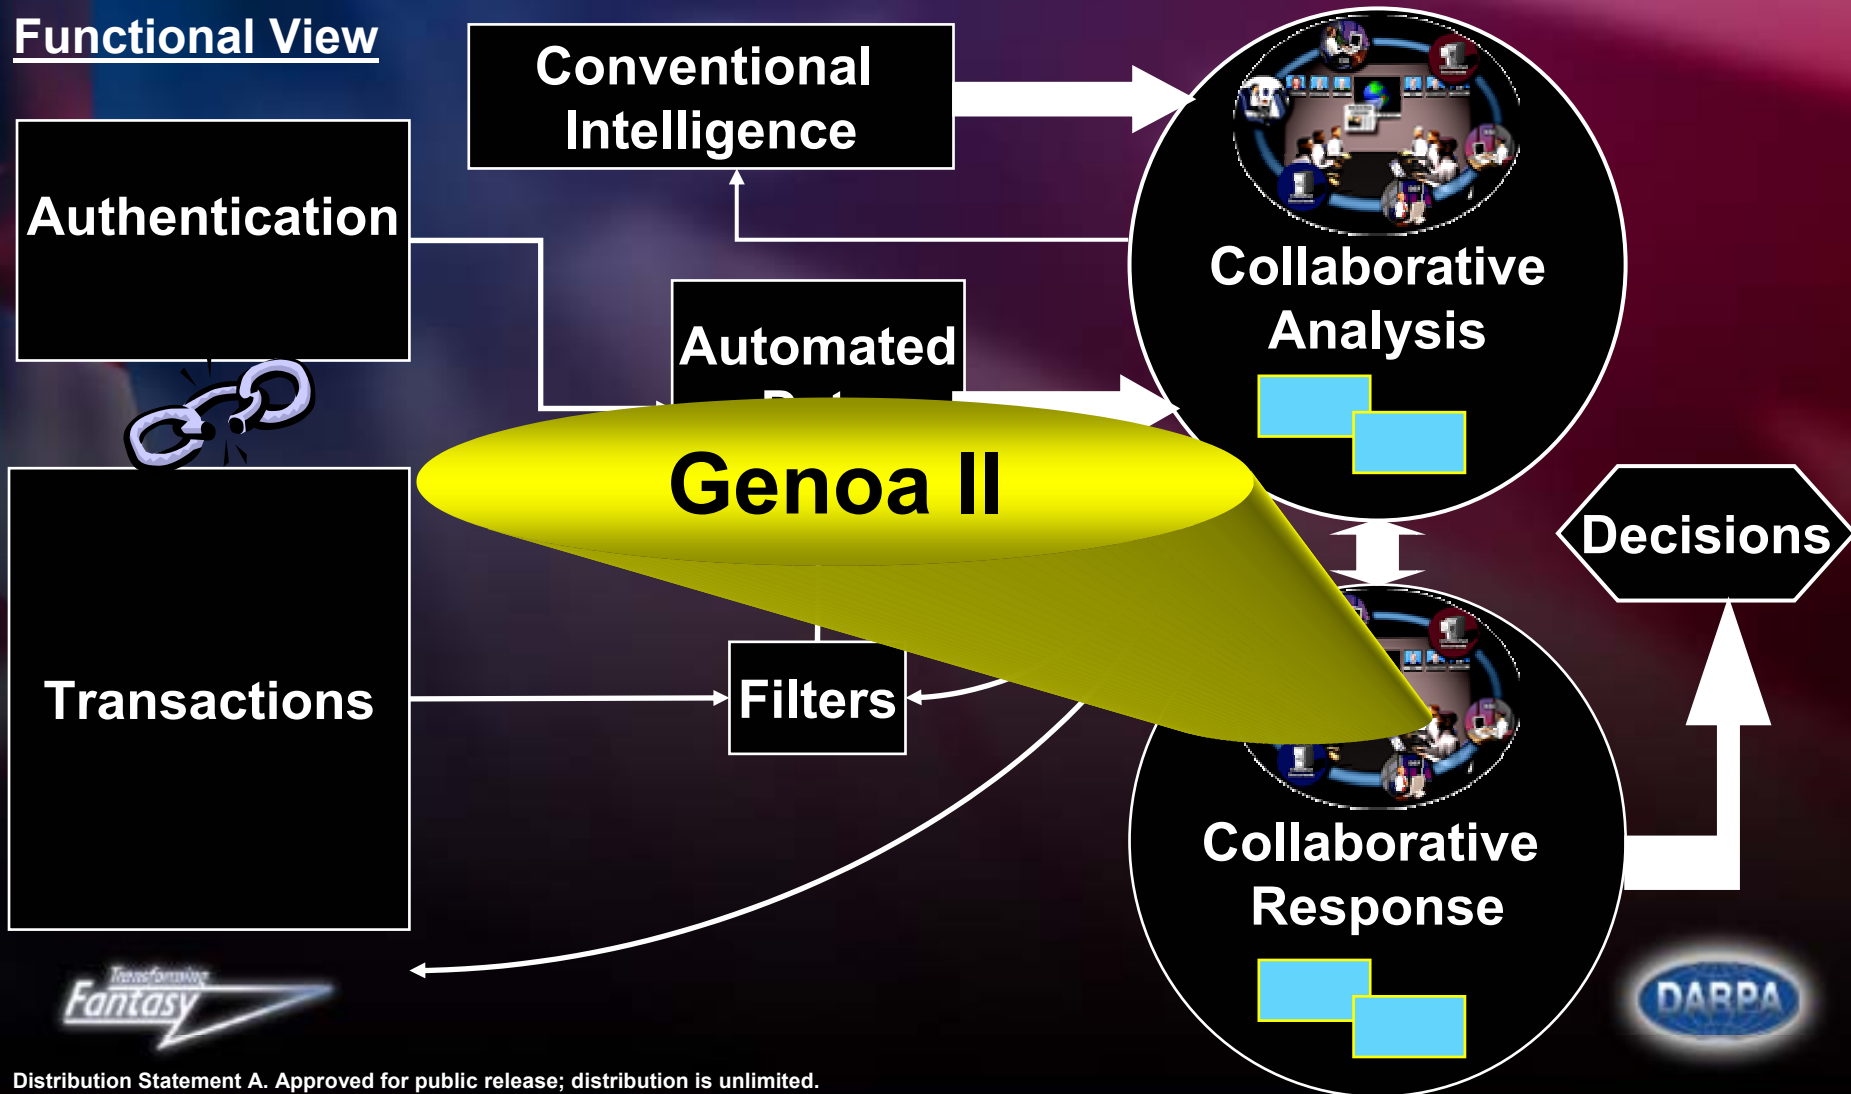 Functional View
Conventional
Intelligence
Authentication
Automated
Collaborative
Analysis
Genoa II
Decisions
Transactions
Filters
Collaborative
Response
Transforming
Fantasy
DARPA
Distribution Statement A. Approved for public release; distribution is unlimited.